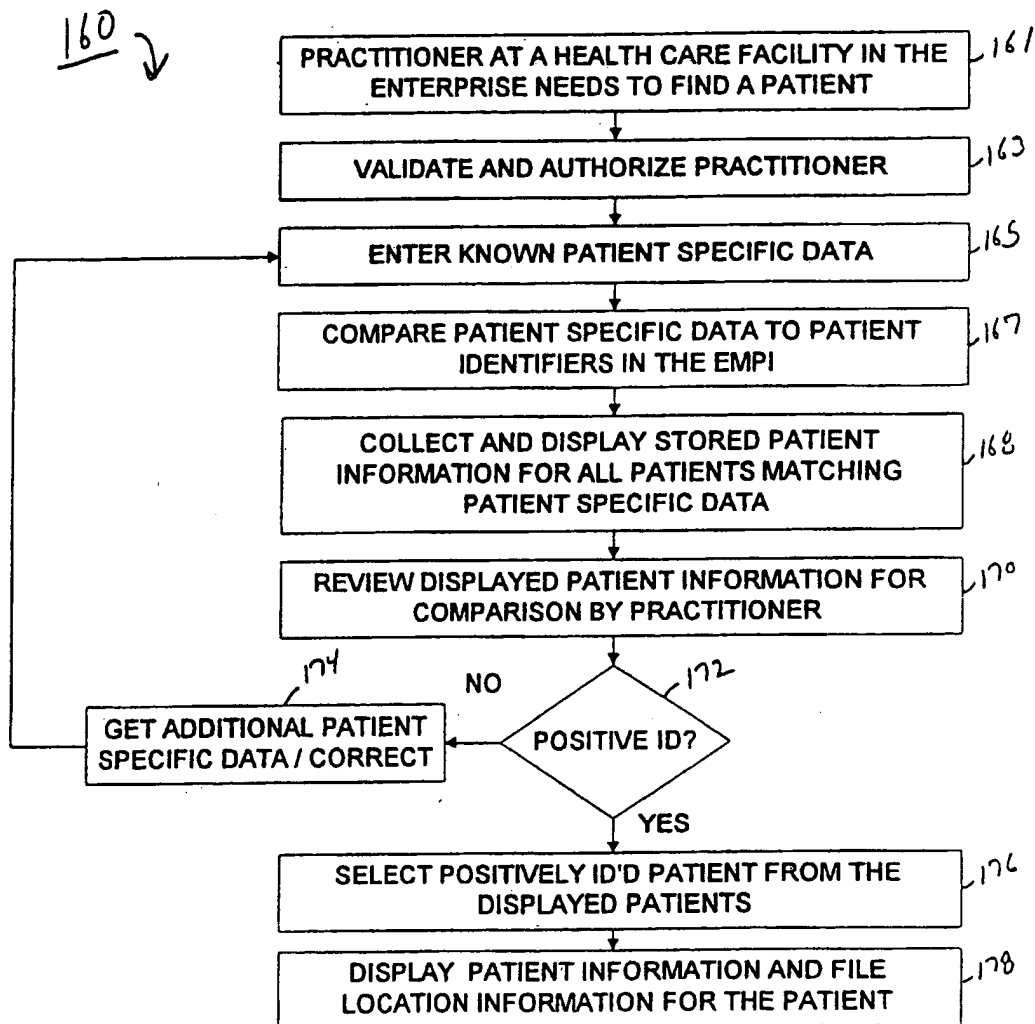 160
PRACTITIONER AT A HEALTH CARE FACILITY IN THE
ENTERPRISE NEEDS TO FIND A PATIENT
161
VALIDATE AND AUTHORIZE PRACTITIONER
163
ENTER KNOWN PATIENT SPECIFIC DATA
165
COMPARE PATIENT SPECIFIC DATA TO PATIENT
IDENTIFIERS IN THE EMPI
167
COLLECT AND DISPLAY STORED PATIENT
INFORMATION FOR ALL PATIENTS MATCHING
PATIENT SPECIFIC DATA
168
REVIEW DISPLAYED PATIENT INFORMATION FOR
COMPARISON BY PRACTITIONER
170
174
NO
172
GET ADDITIONAL PATIENT
SPECIFIC DATA / CORRECT
POSITIVE ID?
YES
SELECT POSITIVELY ID'D PATIENT FROM THE
DISPLAYED PATIENTS
176
DISPLAY PATIENT INFORMATION AND FILE
LOCATION INFORMATION FOR THE PATIENT
178